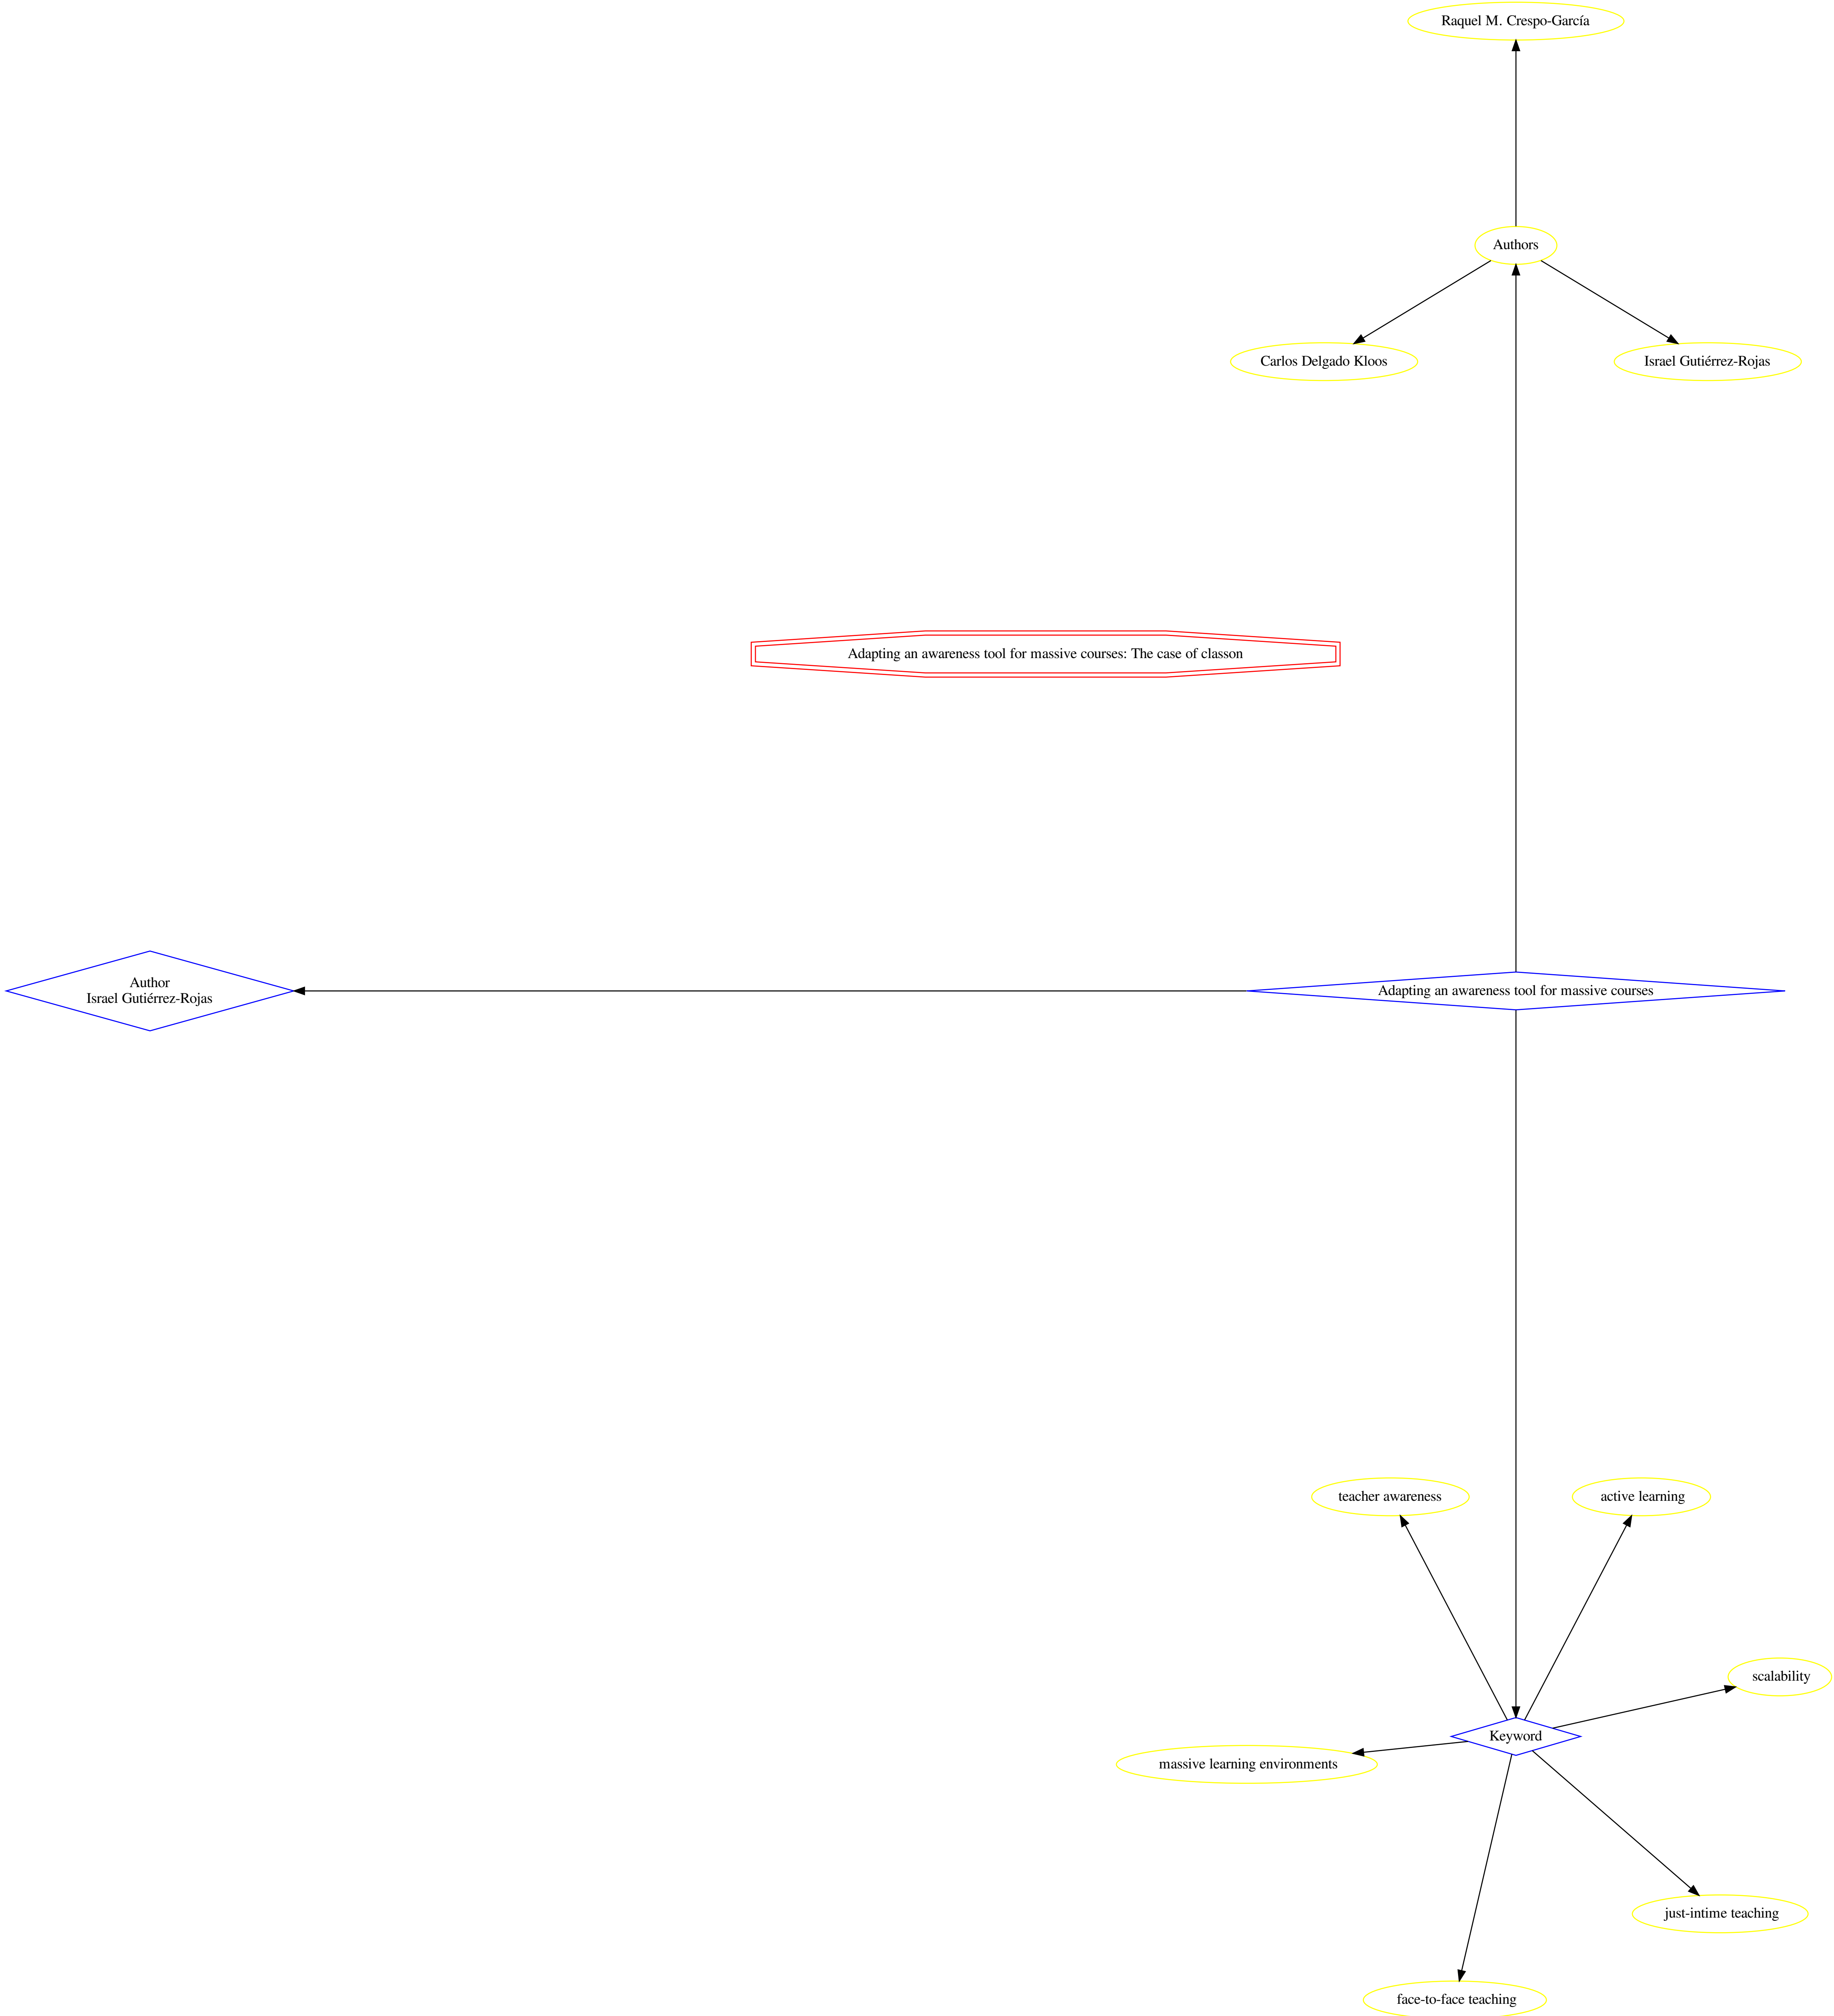 Raquel M. Crespo-García
Authors
Carlos Delgado Kloos
Israel Gutiérrez-Rojas
Adapting an awareness tool for massive courses: The case of classon
Author
Israel Gutiérrez-Rojas
Adapting an awareness tool for massive courses
teacher awareness
active learning
scalability
Keyword
massive learning environments
just-intime teaching
face-to-face teaching